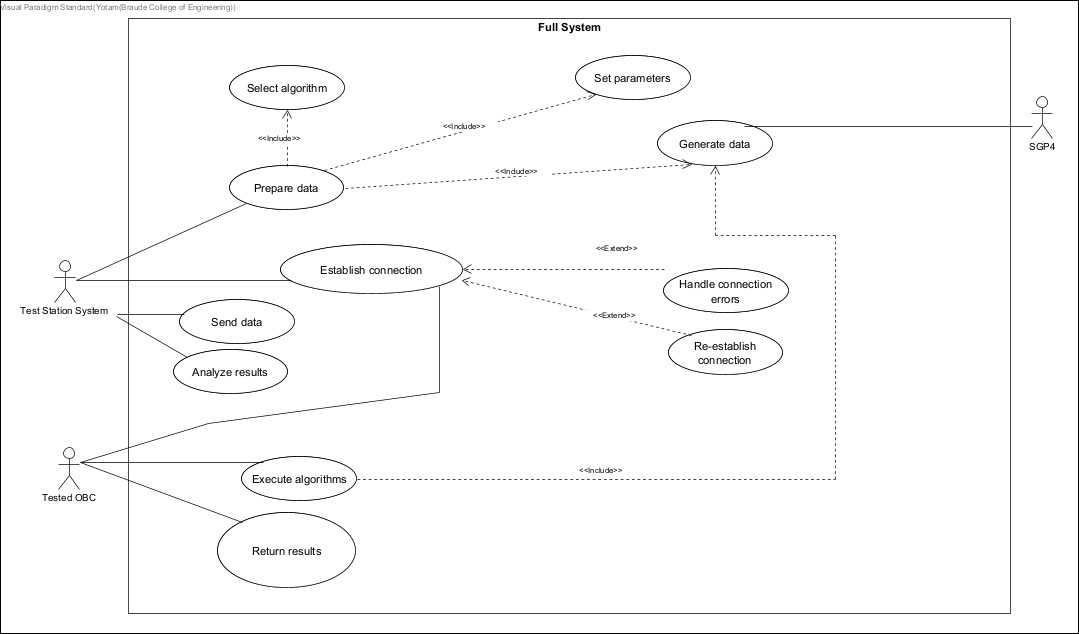 Visual Paradigm Standard(Yotam(Braude College of Engineering))
Full System
Select algorithm
Set parameters
<<Include>>
<<Include>>
Generate data
SGP4
<<Include>>
Prepare data
<<Extend>>
Establish connection
Handle connection
errors
Test Station System
Send data
<<Extend>>
Re-establish
connection
Analyze results
<<Include>>
Execute algorithms
Tested OBC
Return results